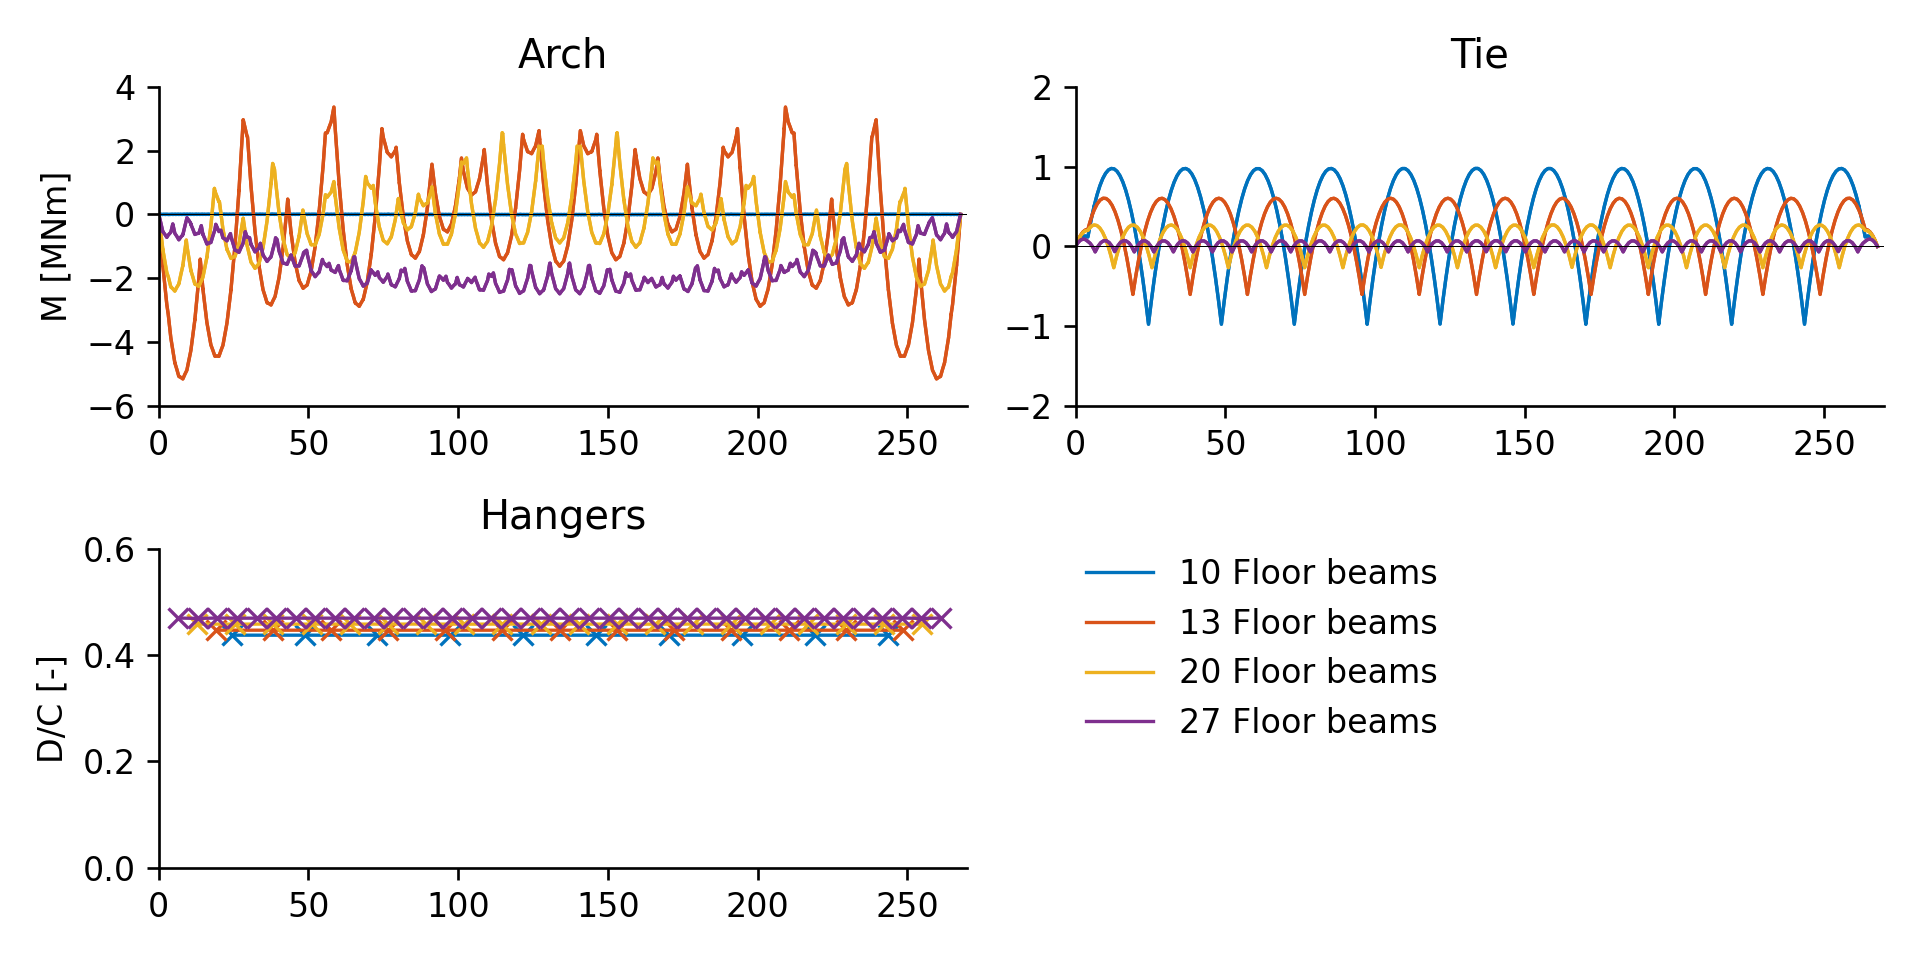 Arch
M [MNm]
4
2
0
−2
−4
−6
0 50 100 150 200 250
Tie
2
1
0
−1
−2
0 50 100 150 200 250
Hangers
D/C [-]
0.6
0.4
0.2
0.0
0 50 100 150 200 250
10 Floor beams
13 Floor beams
20 Floor beams
27 Floor beams